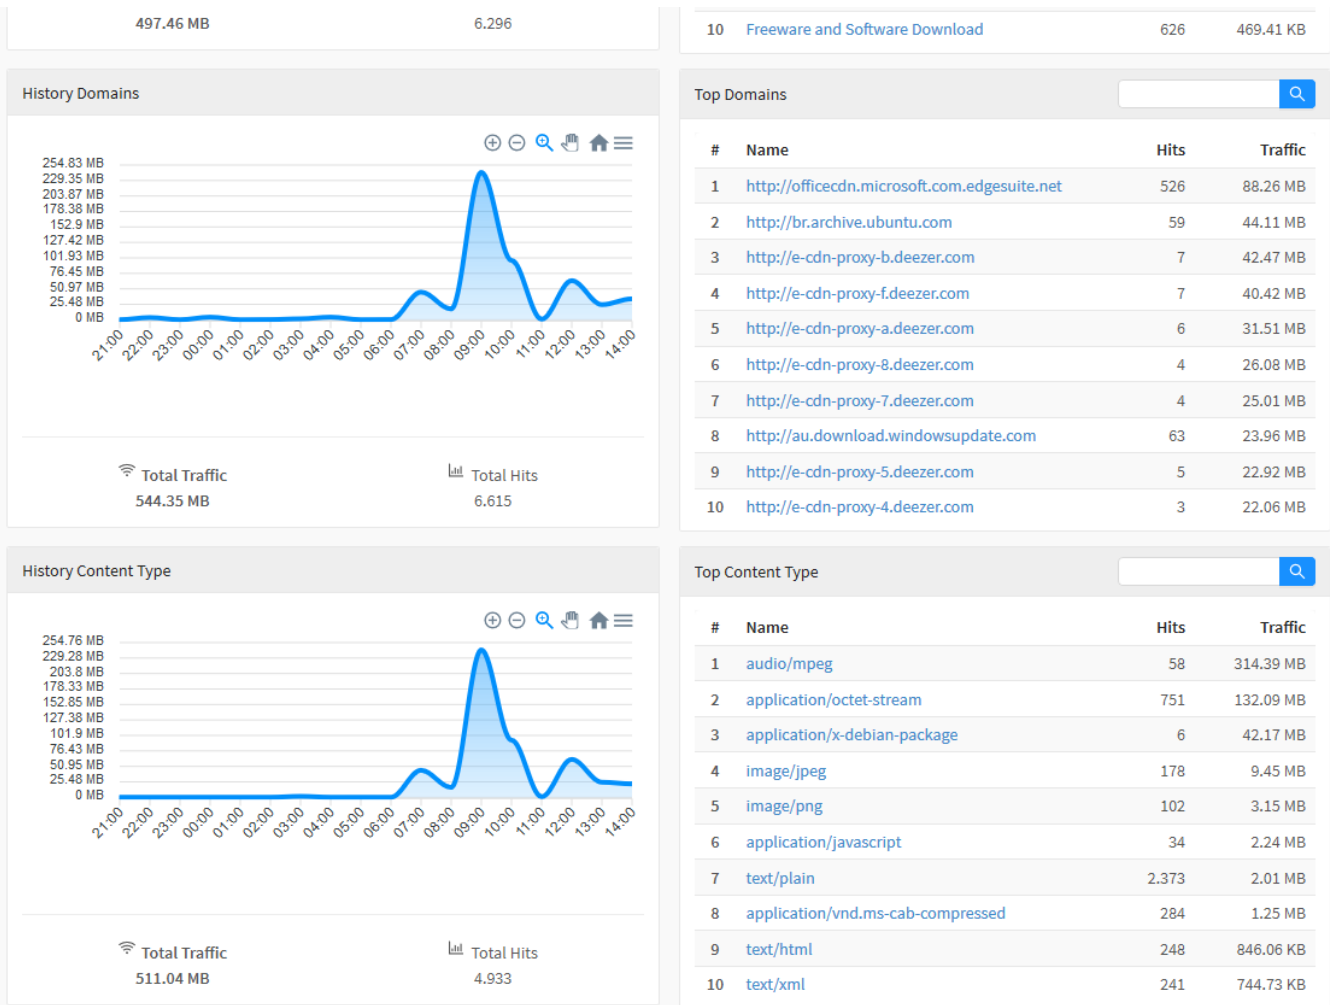 497.46 MB 6.296
10 Freeware and Software Download 626 469.41 KB
History Domains
254.83 MB
229.35 MB
203.87 MB
178.38 MB
152.9 MB
127.42 MB
101.93 MB
76.45 MB
50.97 MB
25.48 MB
0 MB
21:00 22:00 23:00 00:00 01:00 02:00 03:00 04:00 05:00 06:00 07:00 08:00 09:00 10:00 11:00 12:00 13:00 14:00
Total Traffic Total Hits
544.35 MB 6.615
Top Domains
# Name Hits Traffic
1 http://officecdn.microsoft.com.edgesuite.net 526 88.26 MB
2 http://br.archive.ubuntu.com 59 44.11 MB
3 http://e-cdn-proxy-b.deezer.com 7 42.47 MB
4 http://e-cdn-proxy-f.deezer.com 7 40.42 MB
5 http://e-cdn-proxy-a.deezer.com 6 31.51 MB
6 http://e-cdn-proxy-8.deezer.com 4 26.08 MB
7 http://e-cdn-proxy-7.deezer.com 4 25.01 MB
8 http://au.download.windowsupdate.com 63 23.96 MB
9 http://e-cdn-proxy-5.deezer.com 5 22.92 MB
10 http://e-cdn-proxy-4.deezer.com 3 22.06 MB
History Content Type
254.76 MB
229.28 MB
203.8 MB
178.33 MB
152.85 MB
127.38 MB
101.9 MB
76.43 MB
50.95 MB
25.48 MB
0 MB
21:00 22:00 23:00 00:00 01:00 02:00 03:00 04:00 05:00 06:00 07:00 08:00 09:00 10:00 11:00 12:00 13:00 14:00
Total Traffic Total Hits
511.04 MB 4.933
Top Content Type
# Name Hits Traffic
1 audio/mpeg 58 314.39 MB
2 application/octet-stream 751 132.09 MB
3 application/x-debian-package 6 42.17 MB
4 image/jpeg 178 9.45 MB
5 image/png 102 3.15 MB
6 application/javascript 34 2.24 MB
7 text/plain 2.373 2.01 MB
8 application/vnd.ms-cab-compressed 284 1.25 MB
9 text/html 248 846.06 KB
10 text/xml 241 744.73 KB